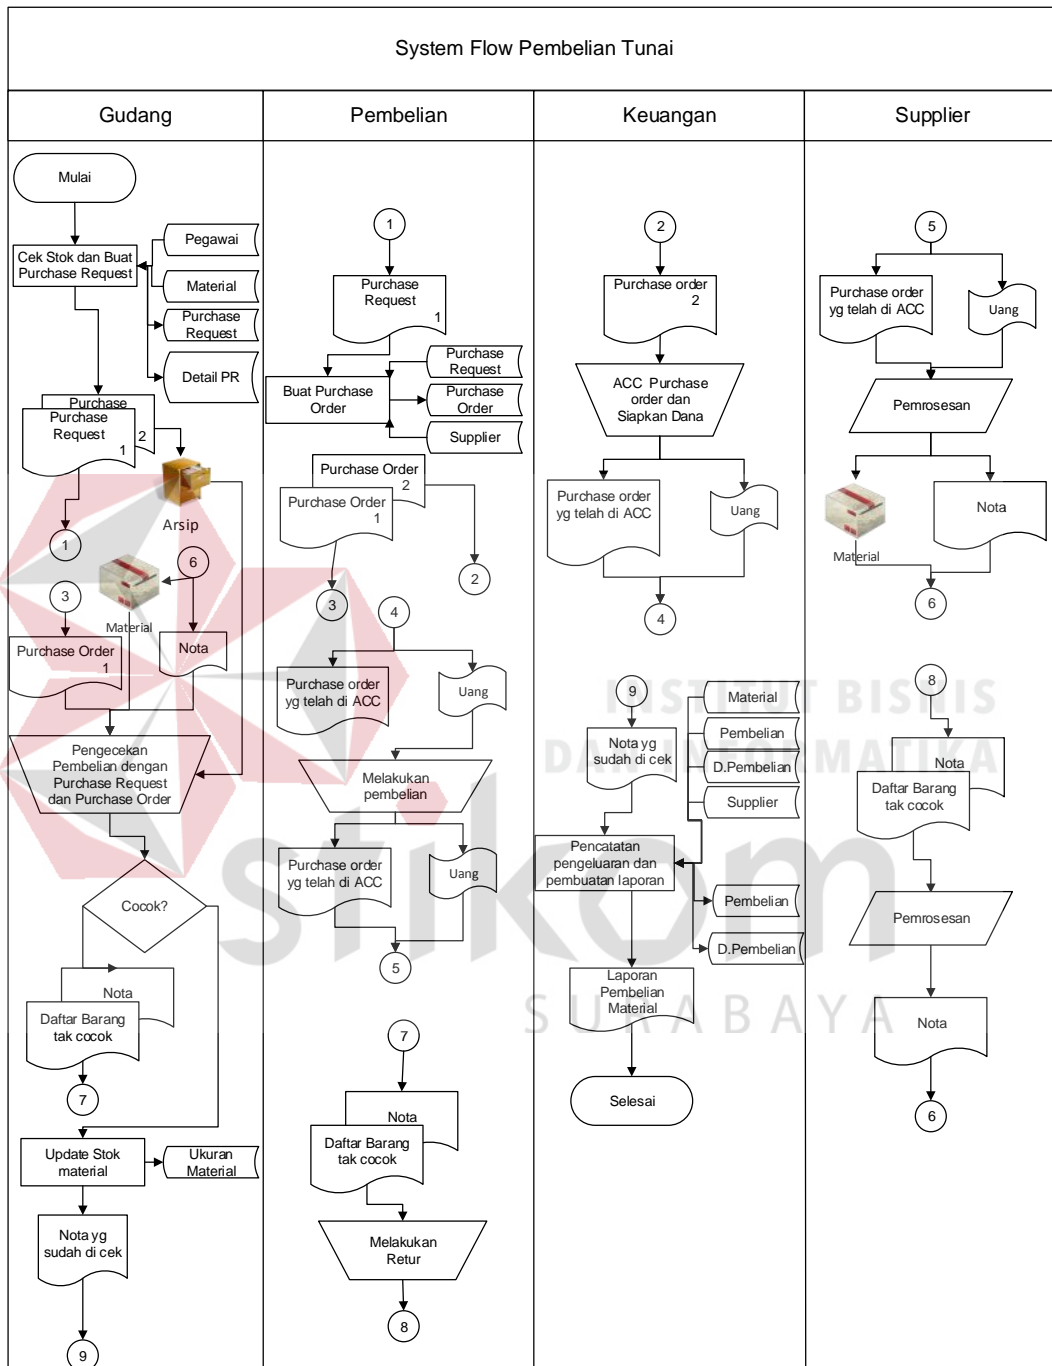 System Flow Pembelian Tunai
Gudang
Pembelian
Keuangan
Supplier
Mulai
Cek Stok dan Buat
Purchase Request
Pegawai
Material
Purchase
Request
Detail PR
Purchase
2
Purchase
Request
1
Arsip
1
6
3
Material
Purchase Order
1
Nota
Pengecekan
Pembelian dengan
Purchase Request
dan Purchase Order
Cocok?
Nota
Daftar Barang
tak cocok
7
Update Stok
material
Ukuran
Material
Nota yg
sudah di cek
9
1
Purchase
Request
1
Buat Purchase
Order
Purchase
Request
Purchase
Order
Supplier
Purchase Order
2
Purchase Order
1
2
3
4
Purchase order
yg telah di ACC
Uang
Melakukan
pembelian
Purchase order
yg telah di ACC
Uang
5
7
Nota
Daftar Barang
tak cocok
Melakukan
Retur
8
2
Purchase order
2
ACC Purchase
order dan
Siapkan Dana
Purchase order
yg telah di ACC
Uang
4
9
Nota yg
sudah di cek
Material
Pembelian
D.Pembelian
Supplier
Pencatatan
pengeluaran dan
pembuatan laporan
Pembelian
D.Pembelian
Laporan
Pembelian
Material
Selesai
5
Purchase order
yg telah di ACC
Uang
Pemrosesan
Material
Nota
6
8
Nota
Daftar Barang
tak cocok
Pemrosesan
Nota
6
INSTITUT BISNIS
DAN INFORMATIKA
stikom
SURABAYA